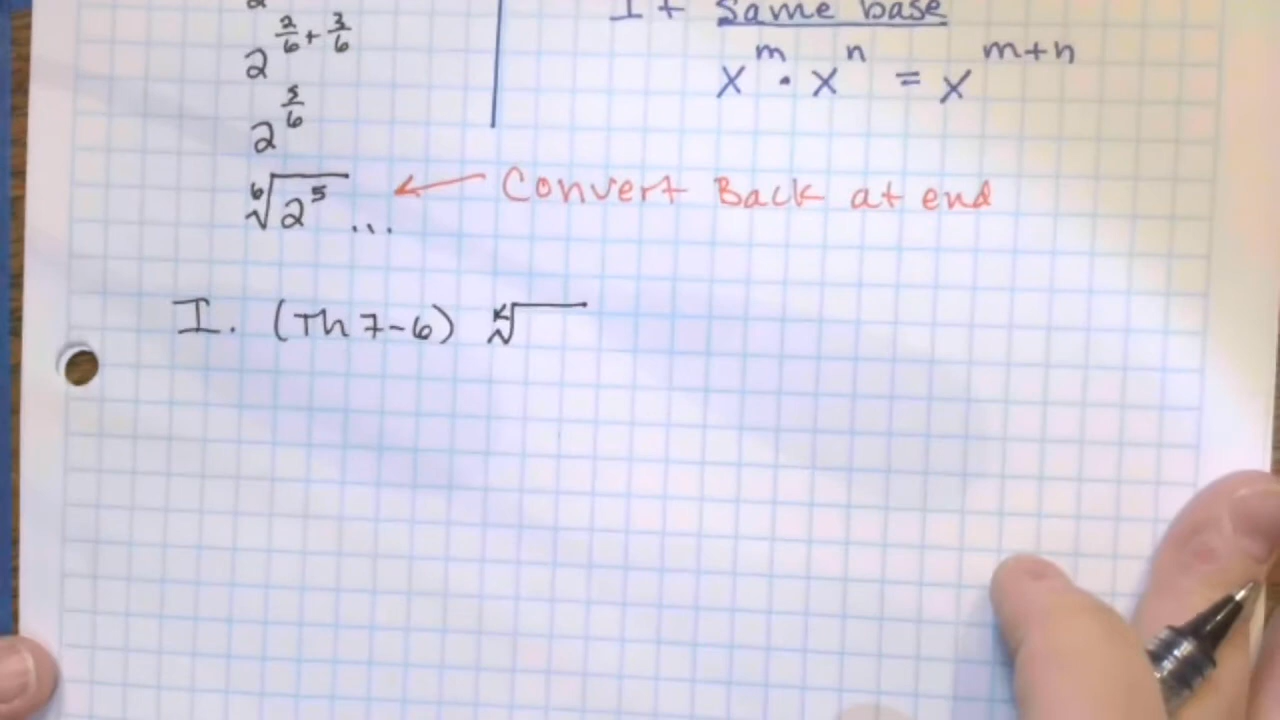 2^{2/6 + 3/6}
2^{5/6}
⁶√(2⁵) ...
← Convert Back at end
If same base
x^m · x^n = x^{m+n}
I. (Th 7-6) ᴷ√